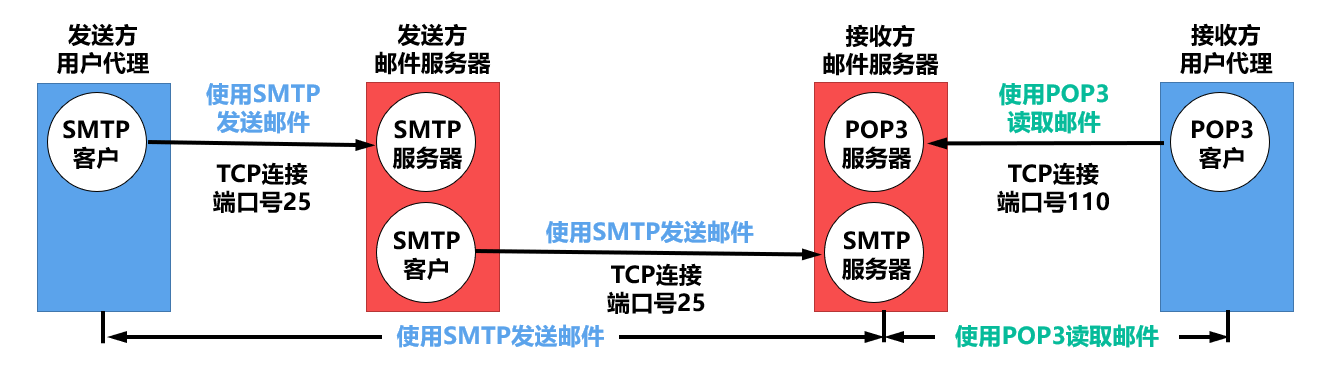 发送方
用户代理
发送方
邮件服务器
接收方
邮件服务器
接收方
用户代理
使用SMTP
发送邮件
使用POP3
读取邮件
SMTP
客户
SMTP
服务器
POP3
服务器
POP3
客户
TCP连接
端口号25
TCP连接
端口号110
SMTP
客户
使用SMTP发送邮件
SMTP
服务器
TCP连接
端口号25
使用SMTP发送邮件
使用POP3读取邮件